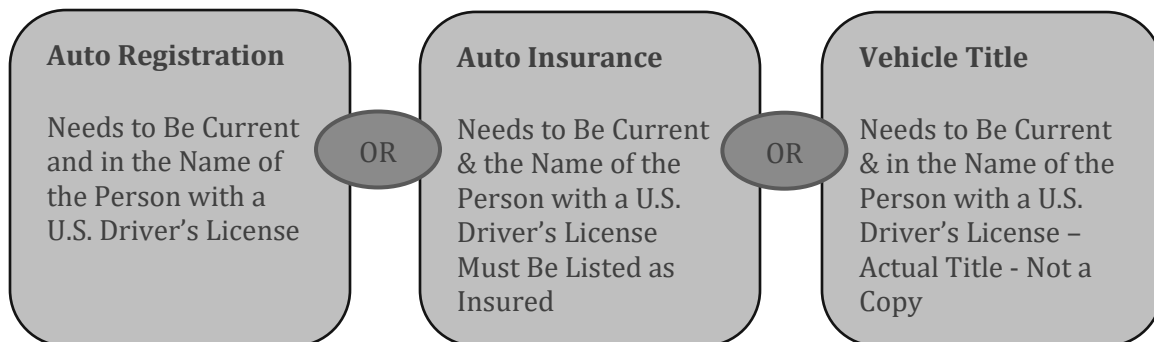 Auto Registration
Needs to Be Current
and in the Name of
the Person with a
U.S. Driver’s License
OR
Auto Insurance
Needs to Be Current
& the Name of the
Person with a U.S.
Driver’s License
Must Be Listed as
Insured
OR
Vehicle Title
Needs to Be Current
& in the Name of the
Person with a U.S.
Driver’s License –
Actual Title - Not a
Copy